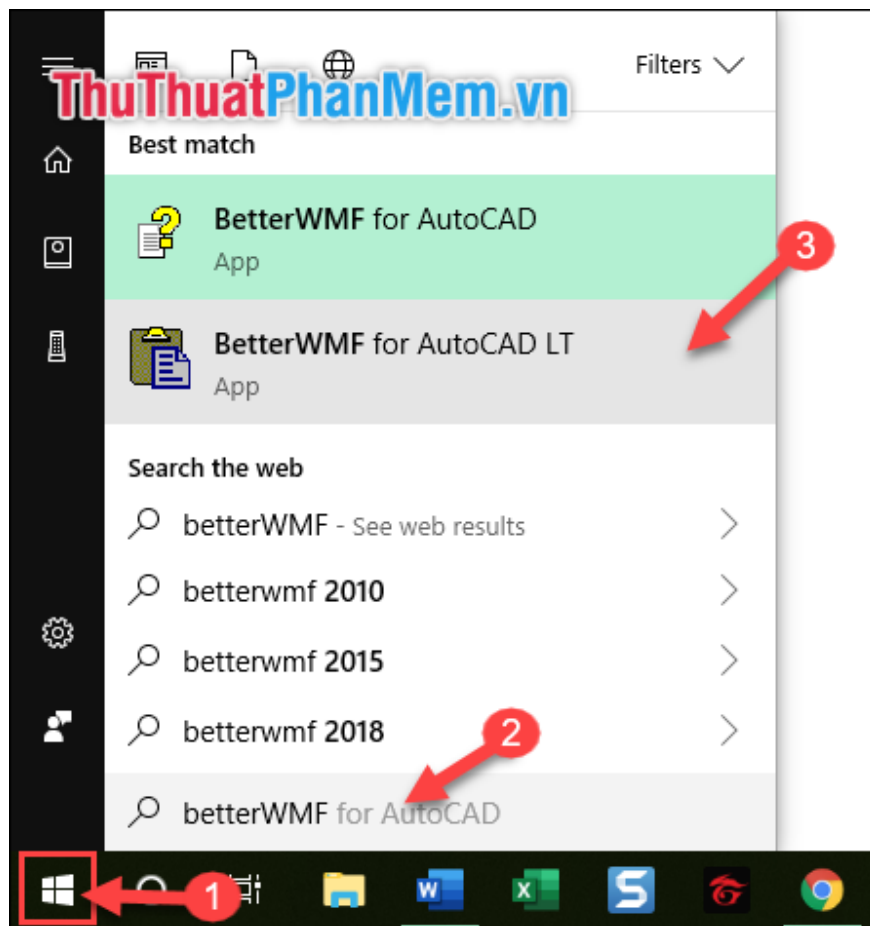 Filters
ThuThuatPhanMem.vn
Best match
BetterWMF for AutoCAD
App
3
BetterWMF for AutoCAD LT
App
Search the web
betterWMF - See web results
betterwmf 2010
betterwmf 2015
betterwmf 2018
2
betterWMF for AutoCAD
1
W
X
S